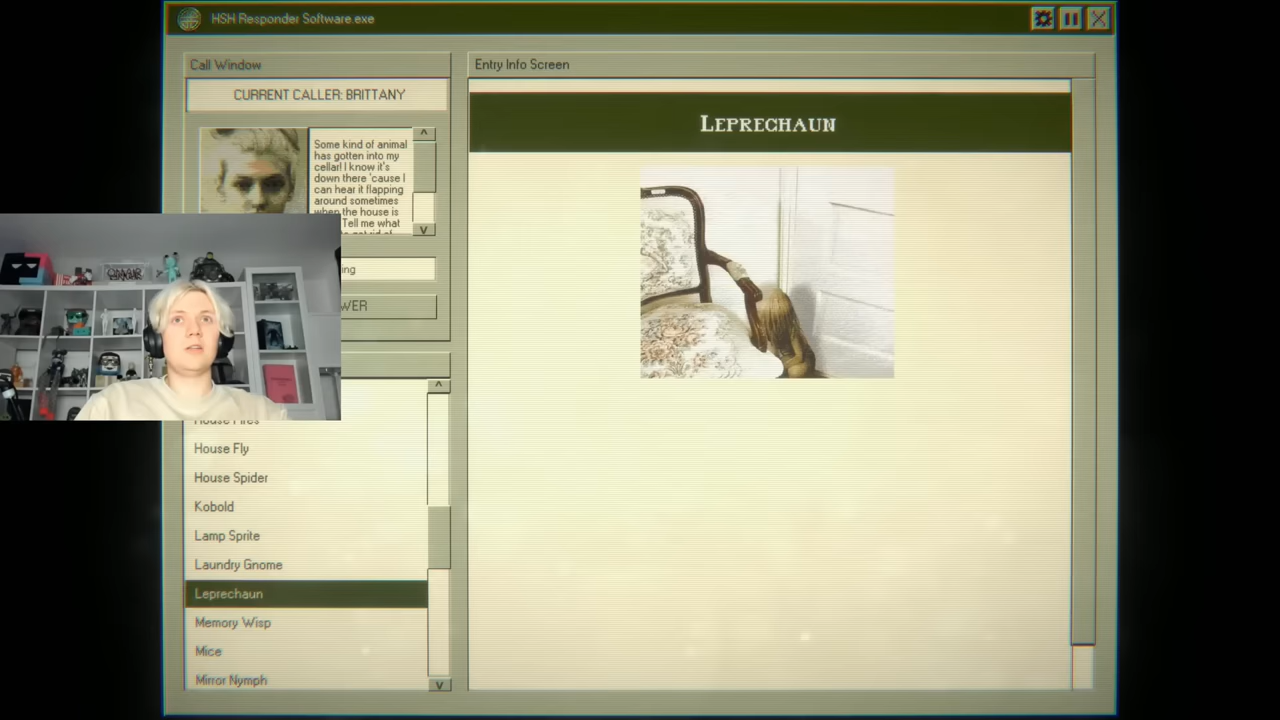 HSH Responder Software.exe
Call Window
CURRENT CALLER: BRITTANY
Some kind of animal
has gotten into my
cellar! I know it's
down there 'cause I
can hear it flapping
around sometimes
when the house is
Tell me what
Entry Info Screen
LEPRECHAUN
House Fires
House Fly
House Spider
Kobold
Lamp Sprite
Laundry Gnome
Leprechaun
Memory Wisp
Mice
Mirror Nymph